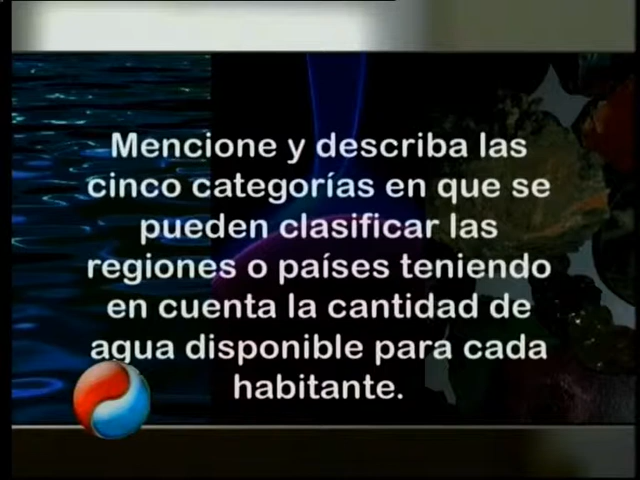 Mencione y describa las
cinco categorías en que se
pueden clasificar las
regiones o países teniendo
en cuenta la cantidad de
agua disponible para cada
habitante.